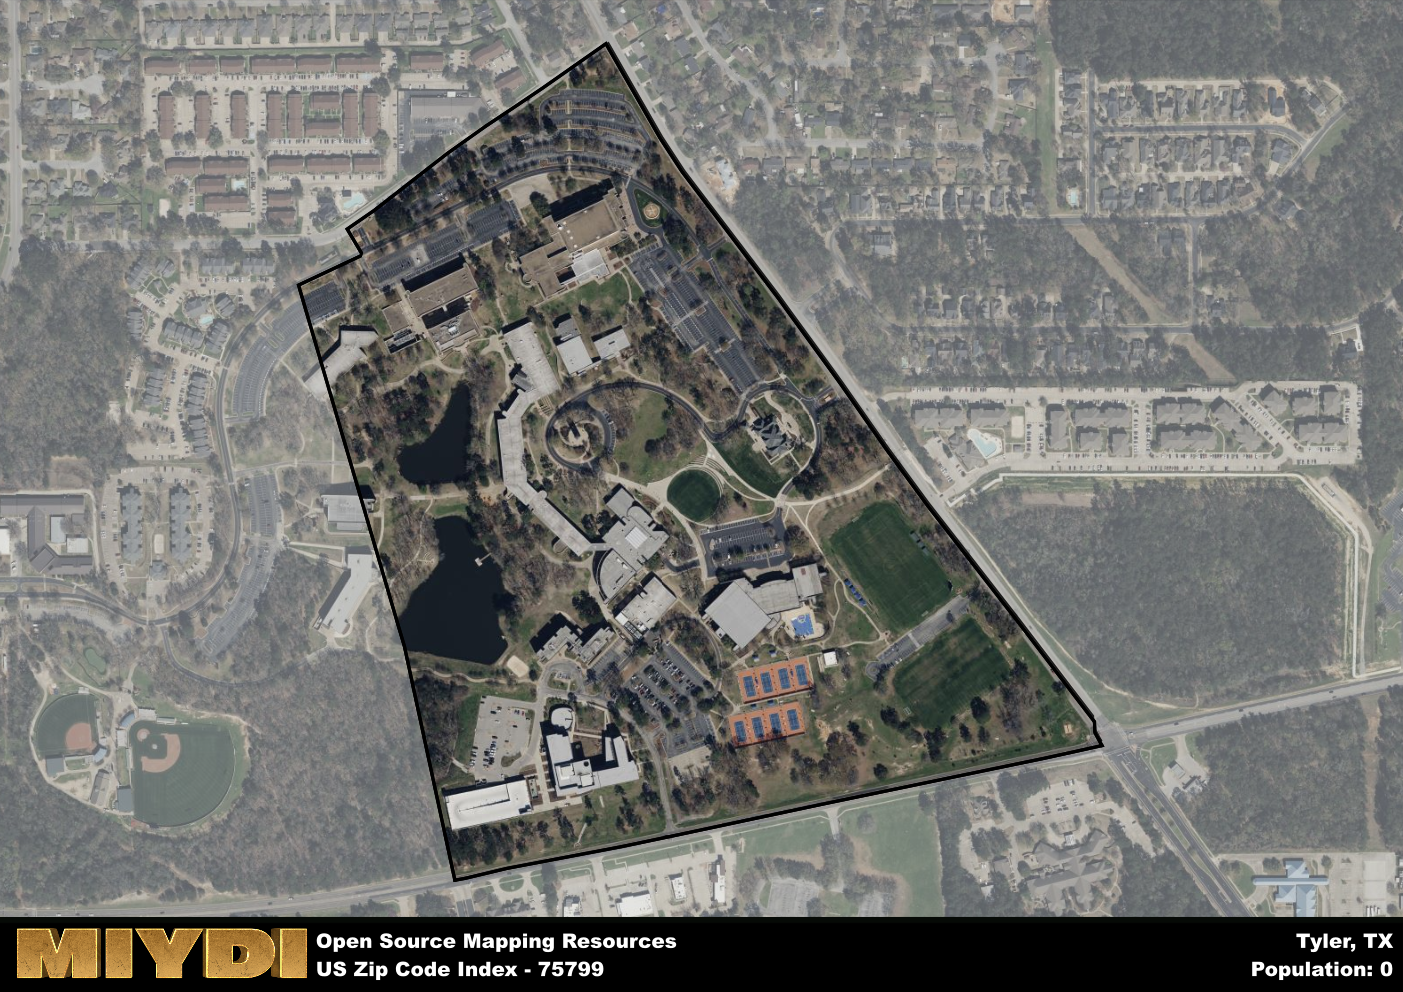 MIYDI
Open Source Mapping Resources
US Zip Code Index - 75799
Tyler, TX
Population: 0